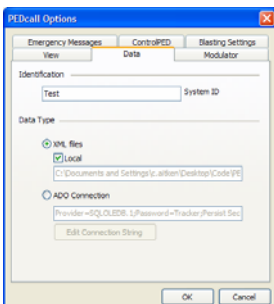 PEDcall Options
Emergency Messages ControlPED Blasting Settings
View Data Modulator
Identification
Test System ID
Data Type
XML files
Local
C:\Documents and Settings\c.aitken\Desktop\Code\PE
ADO Connection
Provider=SQLOLEDB.1;Password=Tracker;Persist Sec
Edit Connection String
OK Cancel